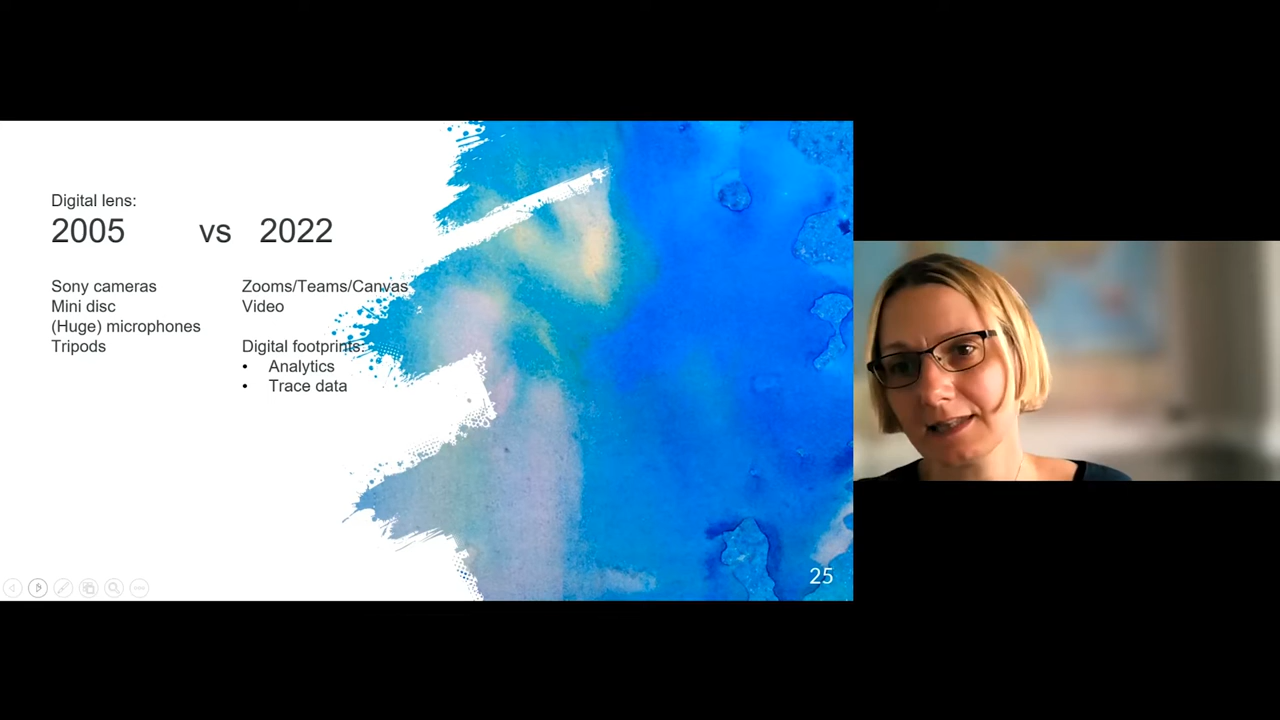 Digital lens:
2005 vs 2022
Sony cameras
Mini disc
(Huge) microphones
Tripods
Zooms/Teams/Canvas
Video
Digital footprints:
• Analytics
• Trace data
25